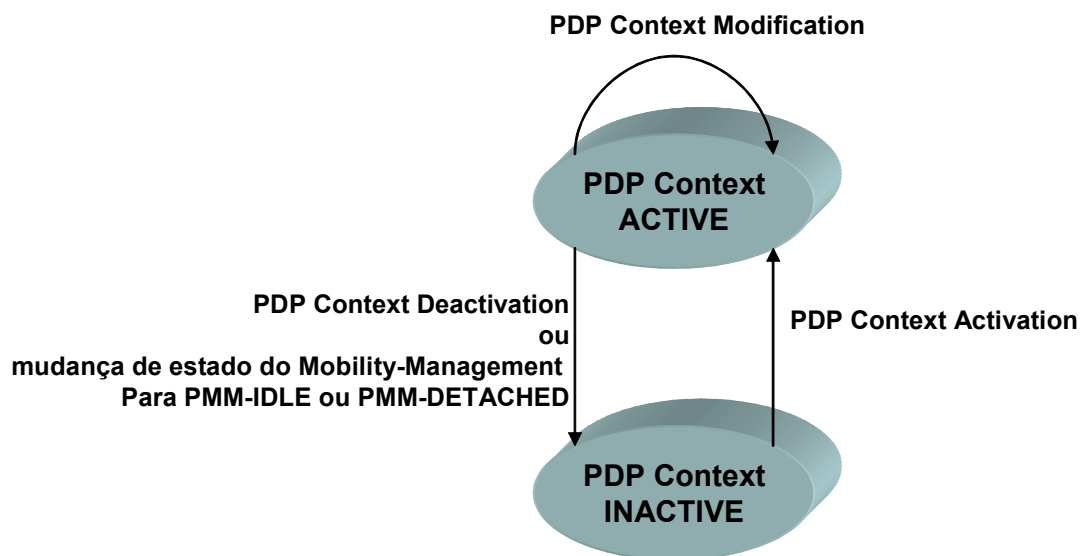 PDP Context Modification
PDP Context
ACTIVE
PDP Context Deactivation
ou
mudança de estado do Mobility-Management
Para PMM-IDLE ou PMM-DETACHED
PDP Context Activation
PDP Context
INACTIVE